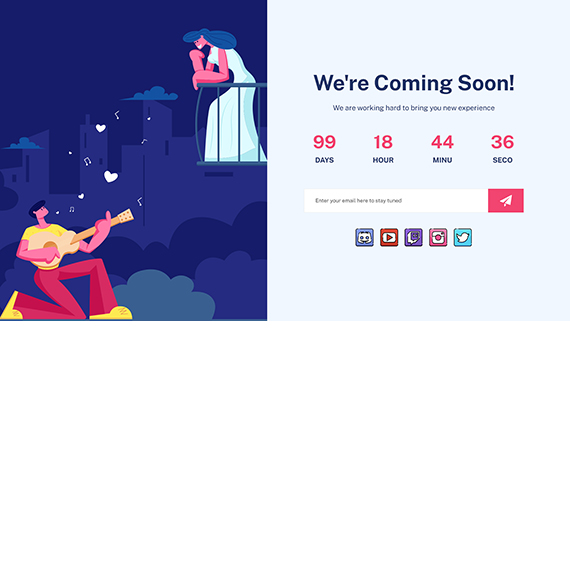 We're Coming Soon!
We are working hard to bring you new experience
99 18 44 36
DAYS HOUR MINU SECO
Enter your email here to stay tuned!